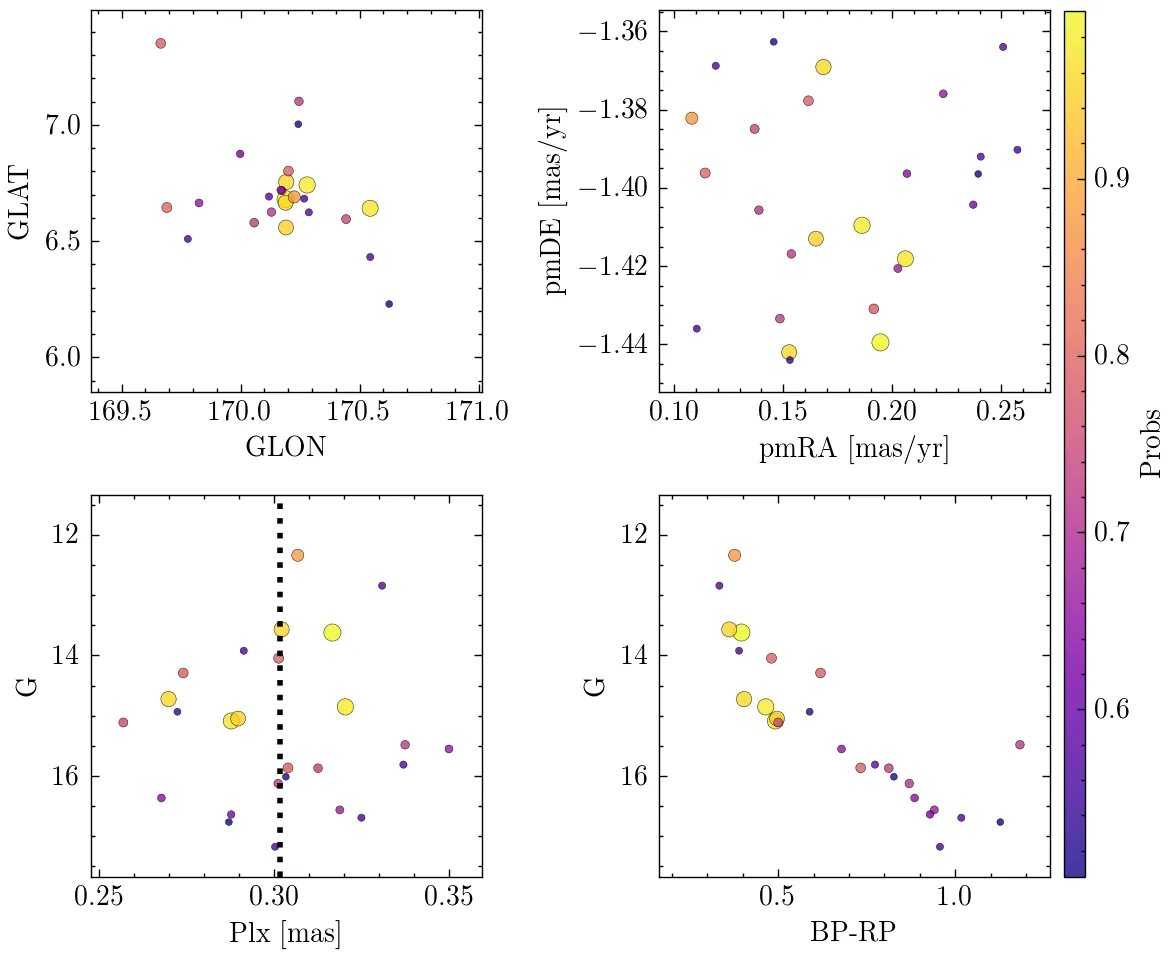 7.0
6.5
6.0
GLAT
169.5 170.0 170.5 171.0
GLON
−1.36
−1.38
−1.40
−1.42
−1.44
pmDE [mas/yr]
0.10 0.15 0.20 0.25
pmRA [mas/yr]
12
14
16
G
0.25 0.30 0.35
Plx [mas]
12
14
16
G
0.5 1.0
BP-RP
0.9
0.8
0.7
0.6
Probs